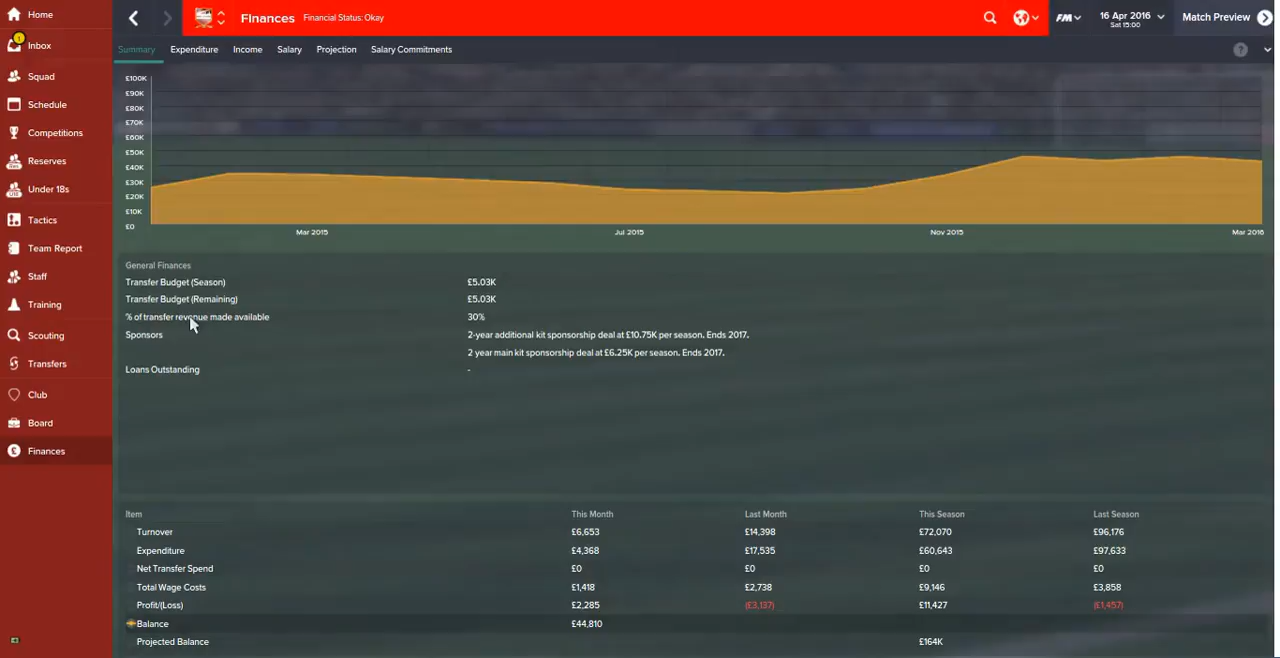 Home
Finances
Financial Status: Okay
FM
16 Apr 2016
Sat 15:00
Match Preview
1
Inbox
Summary
Expenditure
Income
Salary
Projection
Salary Commitments
?
Squad
Schedule
Competitions
Reserves
Under 18s
Tactics
Team Report
Staff
Training
Scouting
Transfers
Club
Board
Finances
£100K
£90K
£80K
£70K
£60K
£50K
£40K
£30K
£20K
£10K
£0
Mar 2015
Jul 2015
Nov 2015
Mar 2016
General Finances
Transfer Budget (Season) £5.03K
Transfer Budget (Remaining) £5.03K
% of transfer revenue made available 30%
Sponsors 2-year additional kit sponsorship deal at £10.75K per season. Ends 2017.
2 year main kit sponsorship deal at £6.25K per season. Ends 2017.
Loans Outstanding -
Item This Month Last Month This Season Last Season
Turnover £6,653 £14,398 £72,070 £96,176
Expenditure £4,368 £17,535 £60,643 £97,633
Net Transfer Spend £0 £0 £0 £0
Total Wage Costs £1,418 £2,738 £9,146 £3,858
Profit/(Loss) £2,285 (£3,137) £11,427 (£1,457)
Balance £44,810
Projected Balance £164K